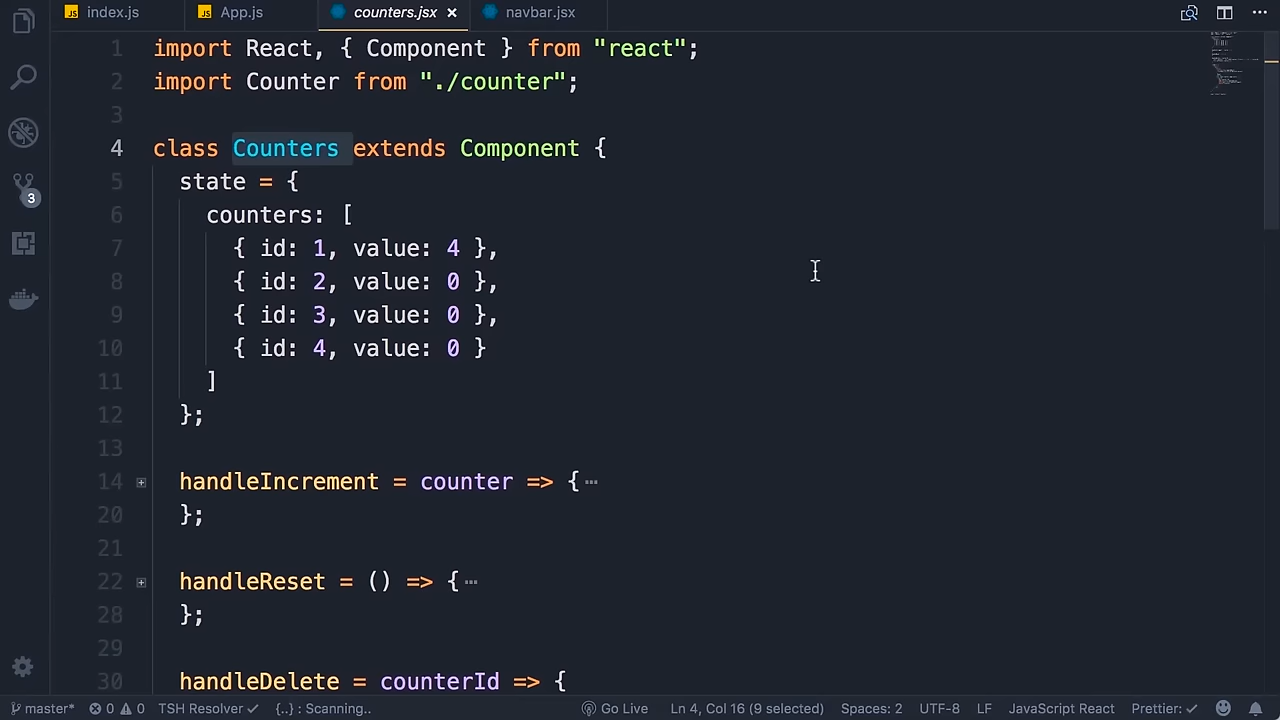 index.js App.js counters.jsx × navbar.jsx
1 import React, { Component } from "react";
2 import Counter from "./counter";
3
4 class Counters extends Component {
5 state = {
6 counters: [
7 { id: 1, value: 4 },
8 { id: 2, value: 0 },
9 { id: 3, value: 0 },
10 { id: 4, value: 0 }
11 ]
12 };
13
14 handleIncrement = counter => {⋯
20 };
21
22 handleReset = () => {⋯
28 };
29
30 handleDelete = counterId => {
3
master* 0 0 TSH Resolver ✓ {..} : Scanning.. Go Live Ln 4, Col 16 (9 selected) Spaces: 2 UTF-8 LF JavaScript React Prettier: ✓